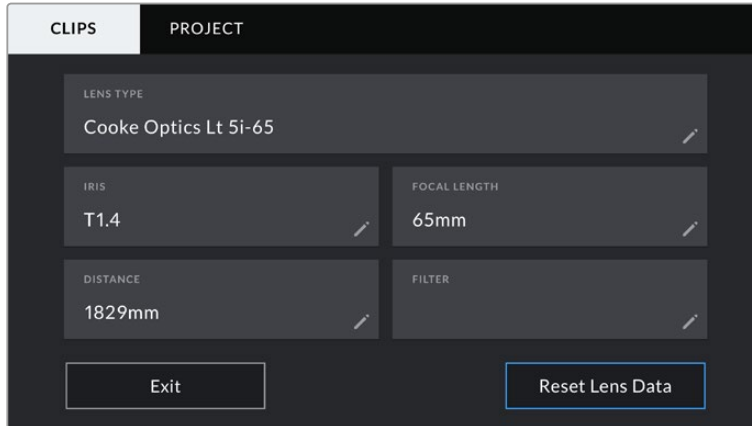 CLIPS PROJECT
LENS TYPE
Cooke Optics Lt 5i-65
IRIS FOCAL LENGTH
T1.4 65mm
DISTANCE FILTER
1829mm
Exit Reset Lens Data